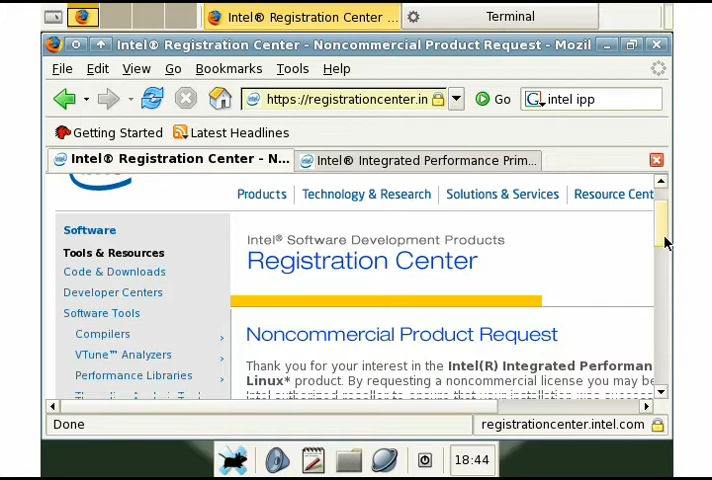 Intel® Registration Center ...
Terminal
Intel® Registration Center - Noncommercial Product Request - Mozil
File Edit View Go Bookmarks Tools Help
https://registrationcenter.in
Go
G intel ipp
Getting Started Latest Headlines
Intel® Registration Center - N...
Intel® Integrated Performance Prim...
Products Technology & Research Solutions & Services Resource Cent
Software
Tools & Resources
Code & Downloads
Developer Centers
Software Tools
Compilers
VTune™ Analyzers
Performance Libraries
Intel® Software Development Products
Registration Center
Noncommercial Product Request
Thank you for your interest in the Intel(R) Integrated Performan
Linux* product. By requesting a noncommercial license you may be
Done
registrationcenter.intel.com
18:44